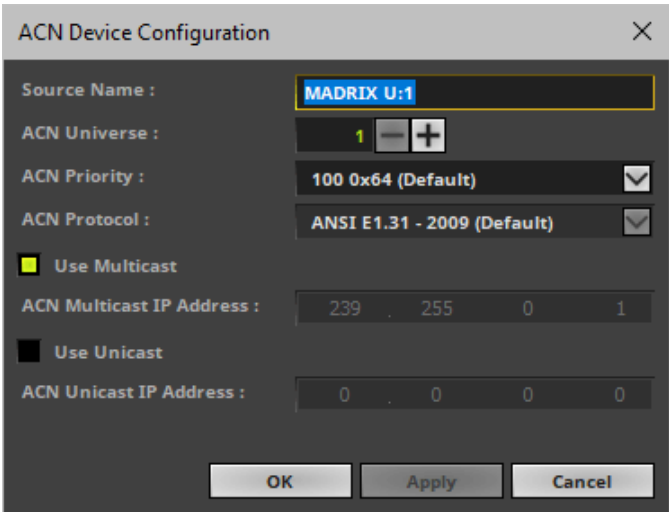 ACN Device Configuration
Source Name : MADRIX U:1
ACN Universe : 1
ACN Priority : 100 0x64 (Default)
ACN Protocol : ANSI E1.31 - 2009 (Default)
Use Multicast
ACN Multicast IP Address : 239 . 255 0 1
Use Unicast
ACN Unicast IP Address : 0 . 0 0 0
OK Apply Cancel